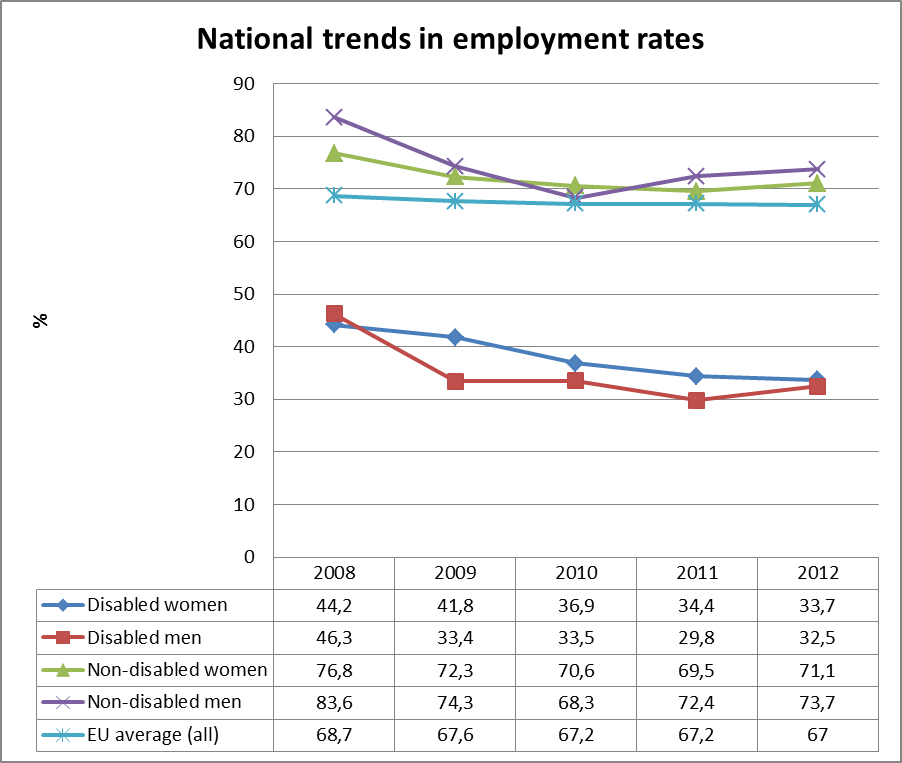 National trends in employment rates
90
80
70
60
50
40
30
20
10
0
%
2008 2009 2010 2011 2012
Disabled women 44,2 41,8 36,9 34,4 33,7
Disabled men 46,3 33,4 33,5 29,8 32,5
Non-disabled women 76,8 72,3 70,6 69,5 71,1
Non-disabled men 83,6 74,3 68,3 72,4 73,7
EU average (all) 68,7 67,6 67,2 67,2 67